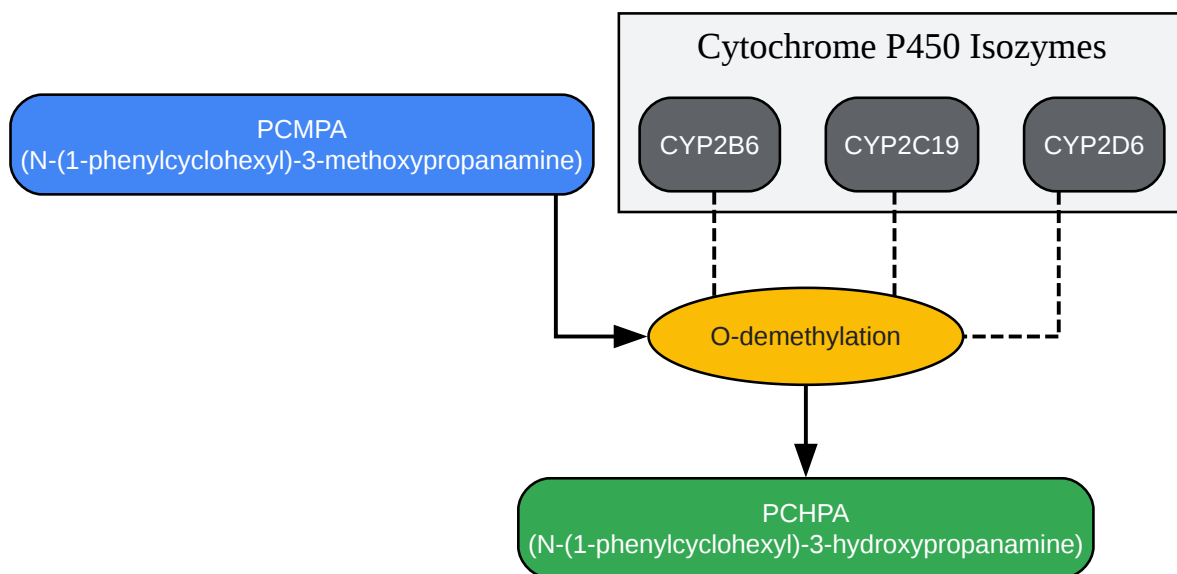 Cytochrome P450 Isozymes
PCMPA
(N-(1-phenylcyclohexyl)-3-methoxypropanamine)
CYP2B6
CYP2C19
CYP2D6
O-demethylation
PCHPA
(N-(1-phenylcyclohexyl)-3-hydroxypropanamine)